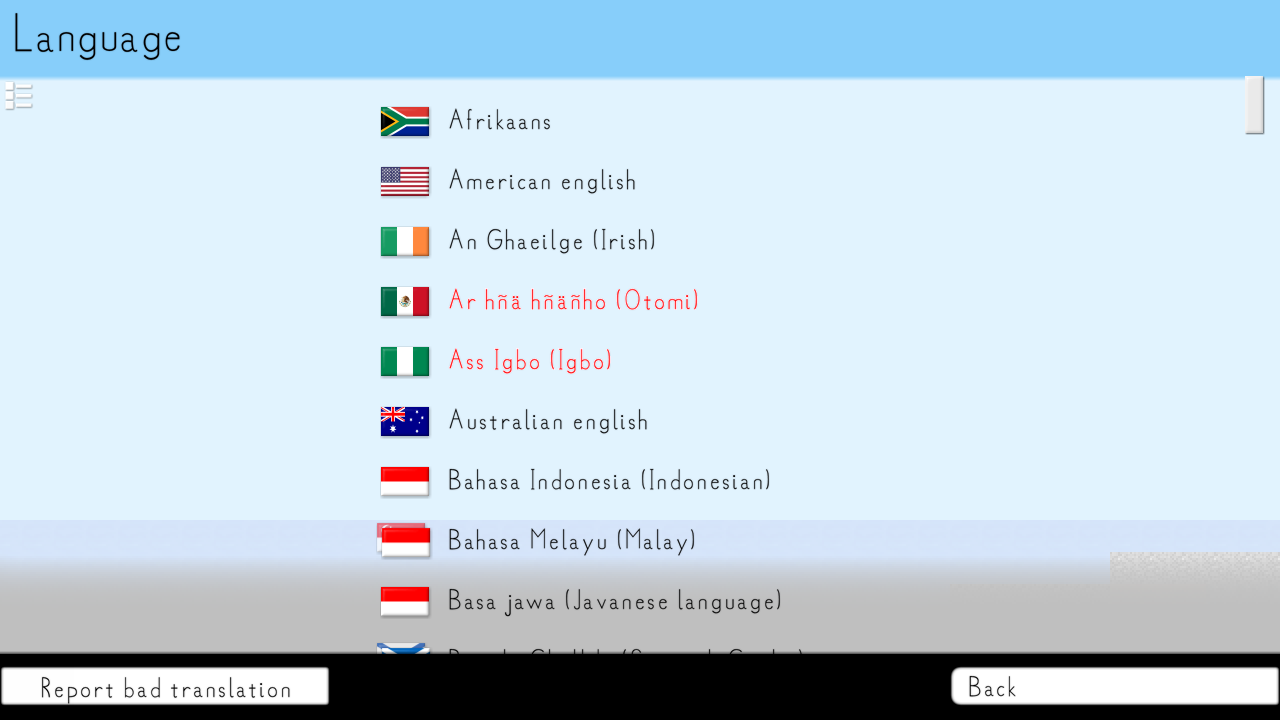 Language
Afrikaans
American english
An Ghaeilge (Irish)
Ar hñä hñäñho (Otomi)
Ass Igbo (Igbo)
Australian english
Bahasa Indonesia (Indonesian)
Bahasa Melayu (Malay)
Basa jawa (Javanese language)
Report bad translation
Back